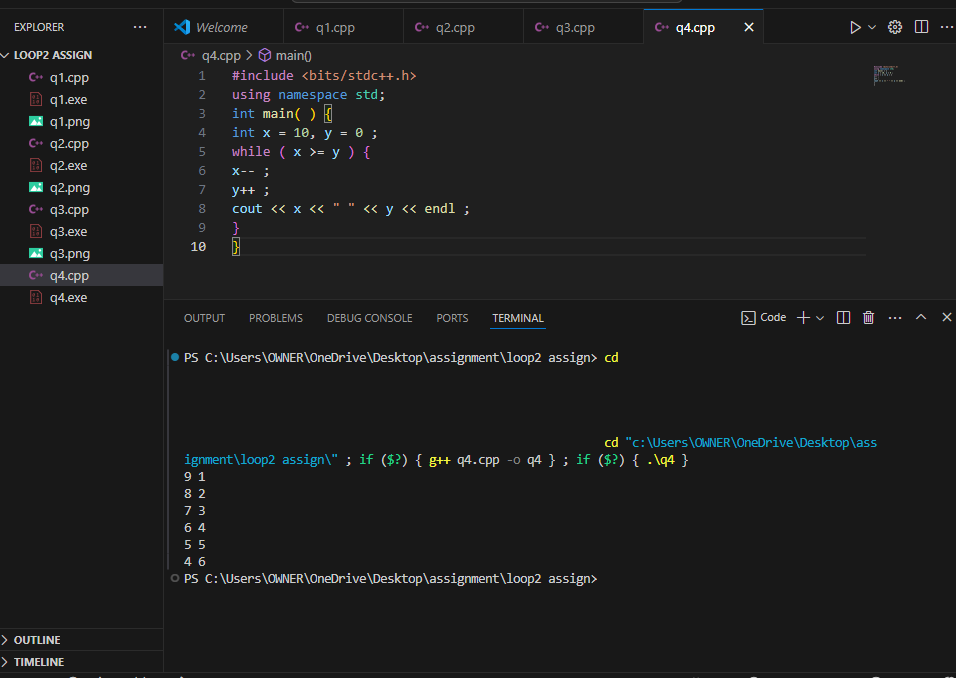 EXPLORER
LOOP2 ASSIGN
C++ q1.cpp
q1.exe
q1.png
C++ q2.cpp
q2.exe
q2.png
C++ q3.cpp
q3.exe
q3.png
C++ q4.cpp
q4.exe
OUTLINE
TIMELINE
Welcome C++ q1.cpp C++ q2.cpp C++ q3.cpp C++ q4.cpp
C++ q4.cpp > main()
1 #include <bits/stdc++.h>
2 using namespace std;
3 int main( ) {
4 int x = 10, y = 0 ;
5 while ( x >= y ) {
6 x-- ;
7 y++ ;
8 cout << x << " " << y << endl ;
9 }
10 }
OUTPUT PROBLEMS DEBUG CONSOLE PORTS TERMINAL Code
PS C:\Users\OWNER\OneDrive\Desktop\assignment\loop2 assign> cd
cd "c:\Users\OWNER\OneDrive\Desktop\ass
ignment\loop2 assign\" ; if ($?) { g++ q4.cpp -o q4 } ; if ($?) { .\q4 }
9 1
8 2
7 3
6 4
5 5
4 6
PS C:\Users\OWNER\OneDrive\Desktop\assignment\loop2 assign>